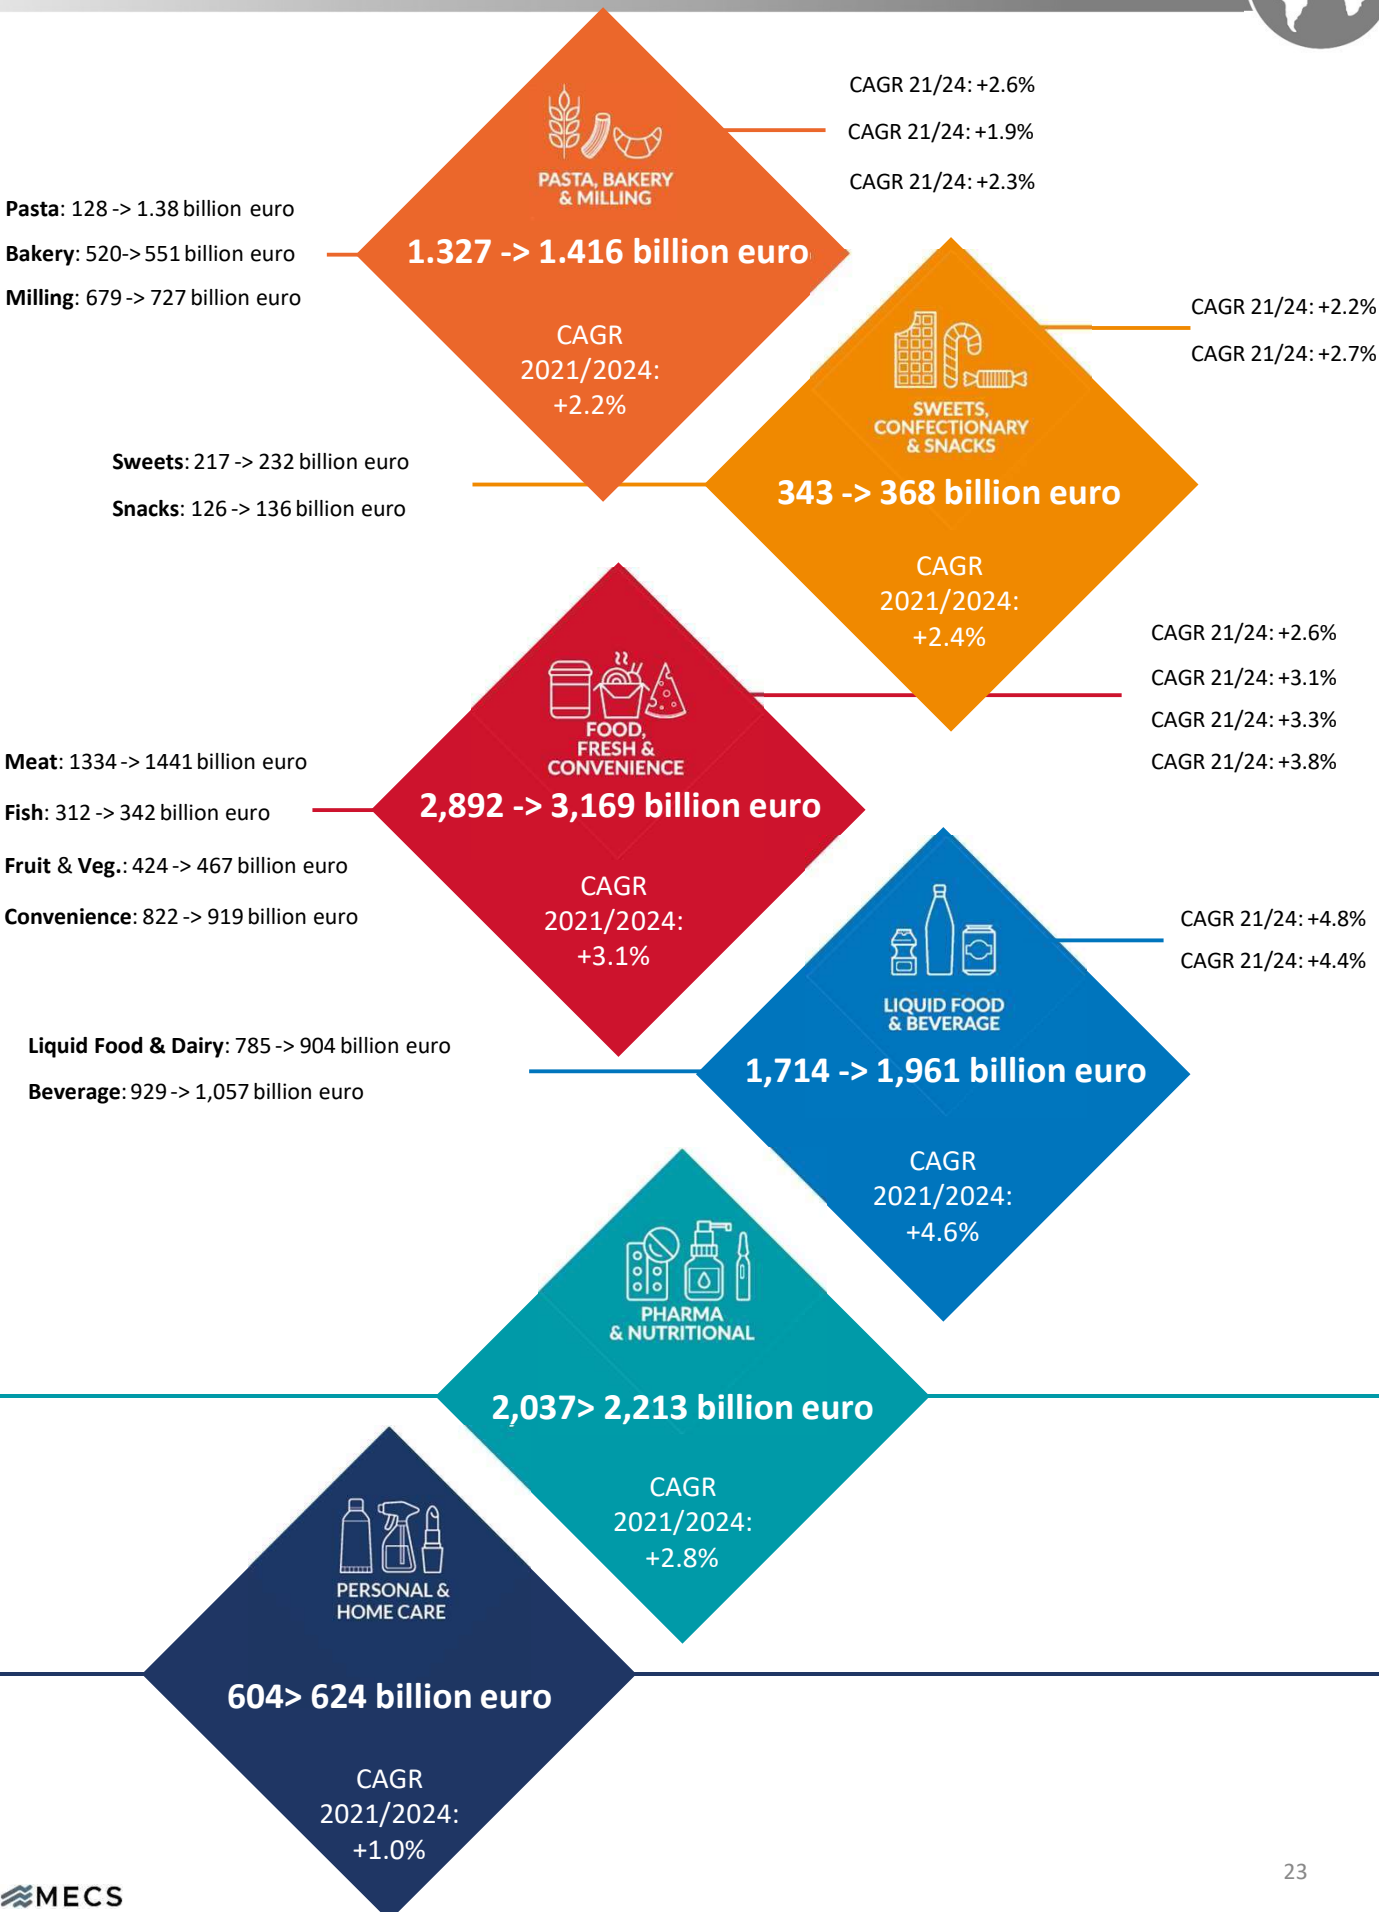 CAGR 21/24: +2.6%
CAGR 21/24: +1.9%
CAGR 21/24: +2.3%
PASTA, BAKERY
& MILLING
Pasta: 128 -> 1.38 billion euro
Bakery: 520-> 551 billion euro
Milling: 679 -> 727 billion euro
1.327 -> 1.416 billion euro
CAGR
2021/2024:
+2.2%
CAGR 21/24: +2.2%
CAGR 21/24: +2.7%
SWEETS,
CONFECTIONARY
& SNACKS
Sweets: 217 -> 232 billion euro
Snacks: 126 -> 136 billion euro
343 -> 368 billion euro
CAGR
2021/2024:
+2.4%
CAGR 21/24: +2.6%
CAGR 21/24: +3.1%
CAGR 21/24: +3.3%
CAGR 21/24: +3.8%
FOOD,
FRESH &
CONVENIENCE
Meat: 1334 -> 1441 billion euro
Fish: 312 -> 342 billion euro
Fruit & Veg.: 424 -> 467 billion euro
Convenience: 822 -> 919 billion euro
2,892 -> 3,169 billion euro
CAGR
2021/2024:
+3.1%
CAGR 21/24: +4.8%
CAGR 21/24: +4.4%
LIQUID FOOD
& BEVERAGE
Liquid Food & Dairy: 785 -> 904 billion euro
Beverage: 929 -> 1,057 billion euro
1,714 -> 1,961 billion euro
CAGR
2021/2024:
+4.6%
PHARMA
& NUTRITIONAL
2,037> 2,213 billion euro
CAGR
2021/2024:
+2.8%
PERSONAL &
HOME CARE
604> 624 billion euro
CAGR
2021/2024:
+1.0%
23
MECS